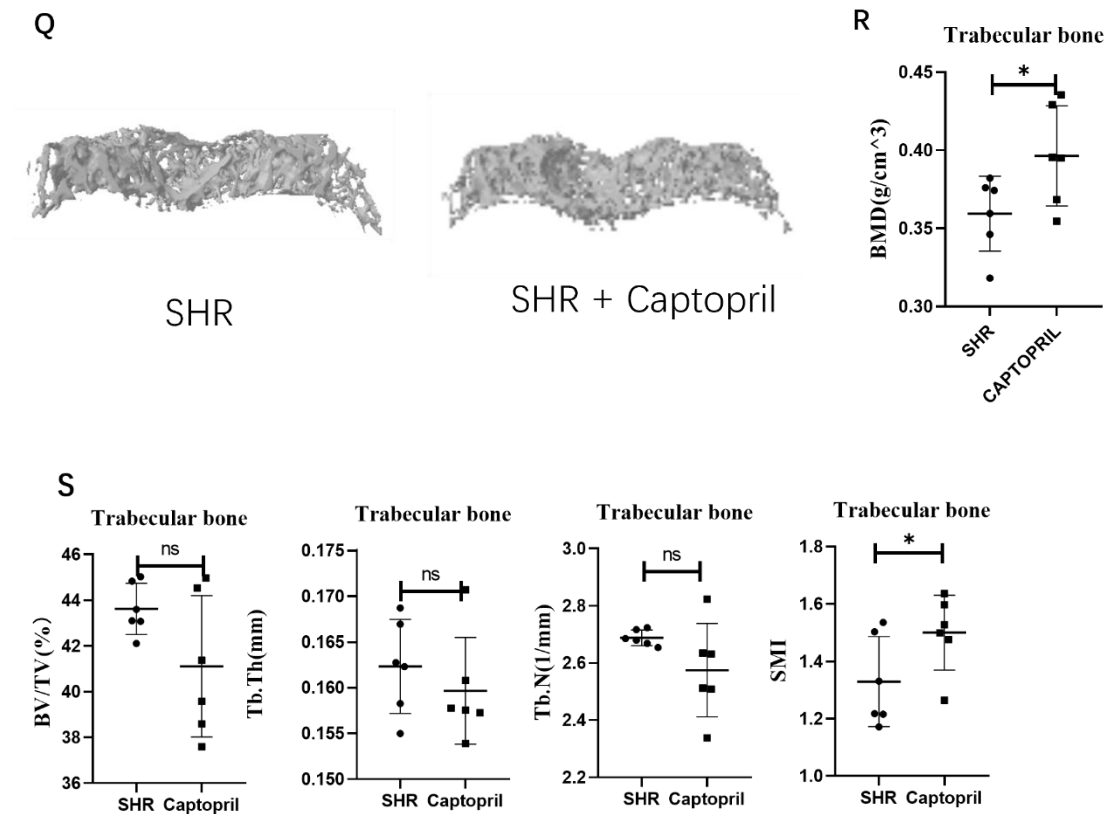 Q
SHR
SHR + Captopril
R
Trabecular bone
*
BMD(g/cm^3)
0.45
0.40
0.35
0.30
SHR
CAPTOPRIL
S
Trabecular bone
ns
BV/TV(%)
46
44
42
40
38
36
SHR Captopril
Trabecular bone
ns
Tb.Th(mm)
0.175
0.170
0.165
0.160
0.155
0.150
SHR Captopril
Trabecular bone
ns
Tb.N(1/mm)
3.0
2.8
2.6
2.4
2.2
SHR Captopril
Trabecular bone
*
SMI
1.8
1.6
1.4
1.2
1.0
SHR Captopril